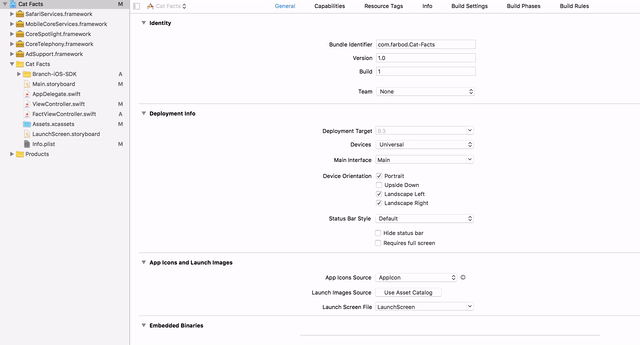 Cat Facts M
SafariServices.framework
MobileCoreServices.framework
CoreSpotlight.framework
CoreTelephony.framework
AdSupport.framework
Cat Facts
Branch-iOS-SDK A
Main.storyboard M
AppDelegate.swift
ViewController.swift M
FactViewController.swift A
Assets.xcassets M
LaunchScreen.storyboard
Info.plist M
Products
Cat Facts
General Capabilities Resource Tags Info Build Settings Build Phases Build Rules
Identity
Bundle Identifier com.farbod.Cat-Facts
Version 1.0
Build 1
Team None
Deployment Info
Deployment Target 9.3
Devices Universal
Main Interface Main
Device Orientation Portrait
Upside Down
Landscape Left
Landscape Right
Status Bar Style Default
Hide status bar
Requires full screen
App Icons and Launch Images
App Icons Source AppIcon
Launch Images Source Use Asset Catalog
Launch Screen File LaunchScreen
Embedded Binaries